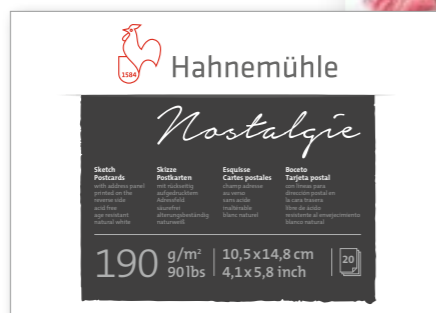 1584
Hahnemühle
Nostalgie
Sketch
Postcards
with address panel
printed on the
reverse side
acid free
age resistant
natural white
Skizze
Postkarten
mit rückseitig
aufgedrucktem
Adressfeld
säurefrei
alterungsbeständig
naturweiß
Esquisse
Cartes postales
champ adresse
au verso
sans acide
inaltérable
blanc naturel
Boceto
Tarjeta postal
con líneas para
dirección postal en
la cara trasera
libre de ácido
resistente al envejecimiento
blanco natural
190 g/m²
90 lbs
10,5 x 14,8 cm
4,1 x 5,8 inch
20